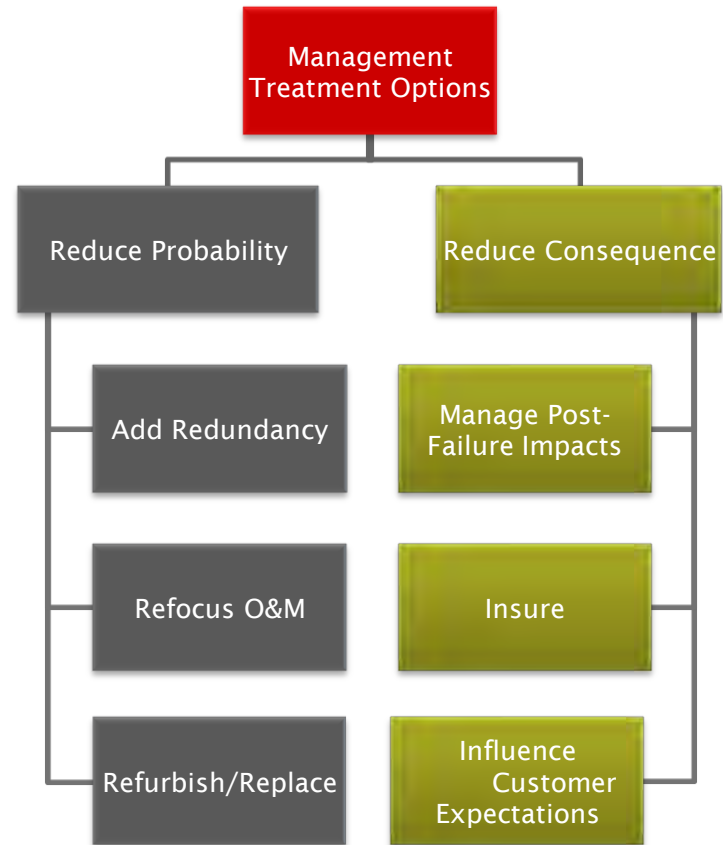 Management
Treatment Options
Reduce Probability
Reduce Consequence
Add Redundancy
Manage Post-
Failure Impacts
Refocus O&M
Insure
Refurbish/Replace
Influence
Customer
Expectations